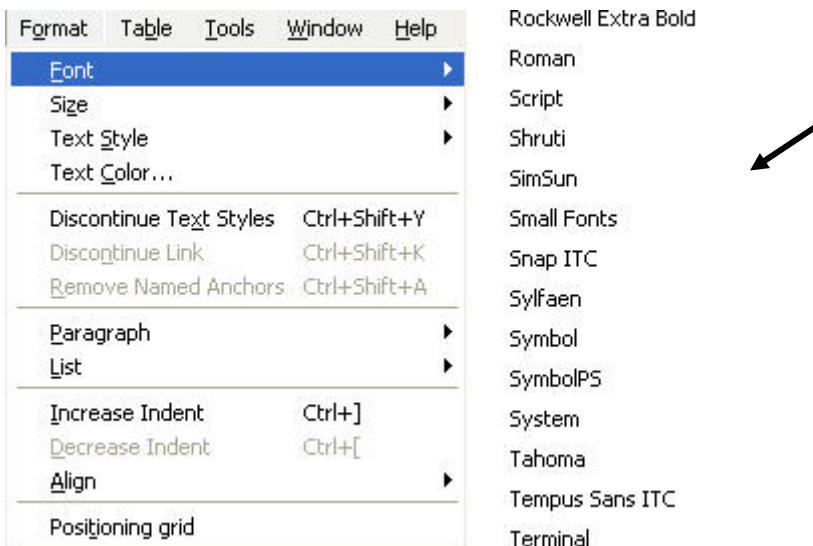 Format Table Tools Window Help
Font
Size
Text Style
Text Color...
Discontinue Text Styles Ctrl+Shift+Y
Discontinue Link Ctrl+Shift+K
Remove Named Anchors Ctrl+Shift+A
Paragraph
List
Increase Indent Ctrl+]
Decrease Indent Ctrl+[
Align
Positioning grid
Rockwell Extra Bold
Roman
Script
Shruti
SimSun
Small Fonts
Snap ITC
Sylfaen
Symbol
SymbolPS
System
Tahoma
Tempus Sans ITC
Terminal